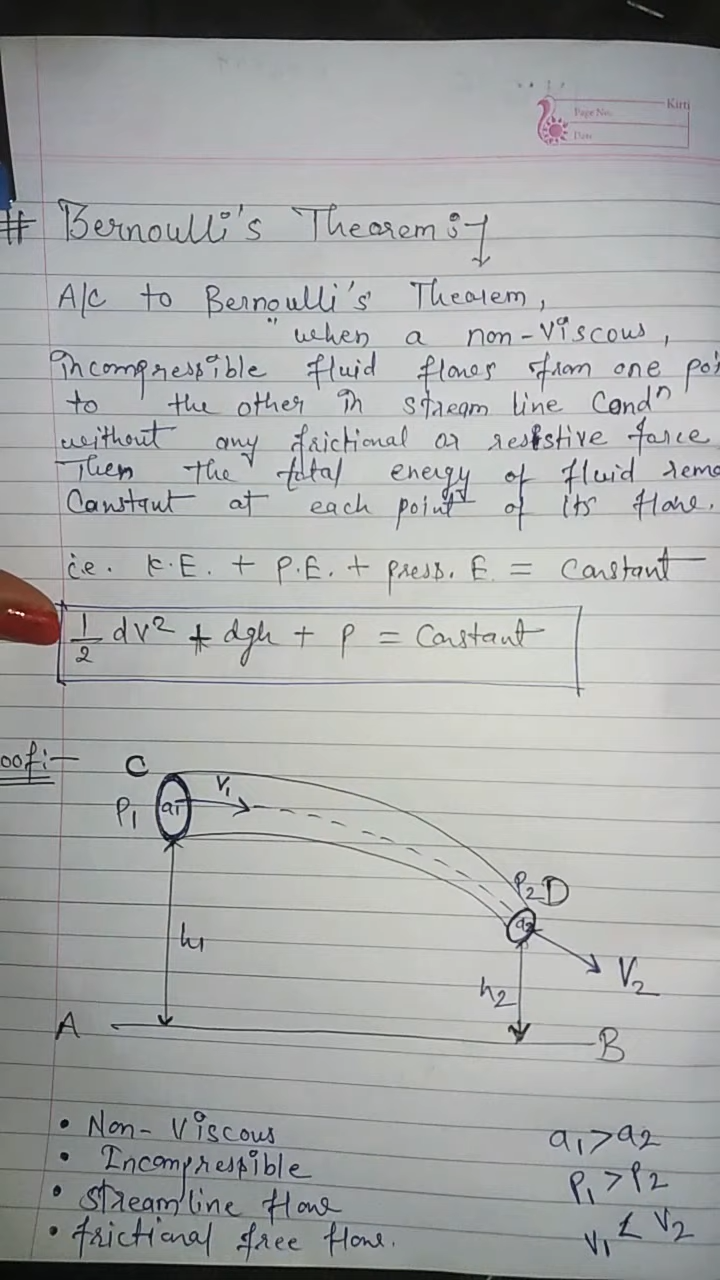 Kirti
Page No.
Date
# Bernoulli's Theorem :-
A/c to Bernoulli's Theorem,
"when a non-viscous,
incompressible fluid flows from one poi
to the other in stream line Condⁿ
without any frictional or resistive force
Then the total energy of fluid rema
Constant at each point of its flow.
i.e. K.E. + P.E. + press. E. = Constant
1/2 dv² + dgh + P = Constant
oof:-
C
P₁ a₁ V₁
P₂ D
a₂
h₁
V₂
h₂
A
B
• Non-Viscous
a₁ > a₂
• Incompressible
P₁ > P₂
• streamline flow
V₁ < V₂
• frictional free flow.